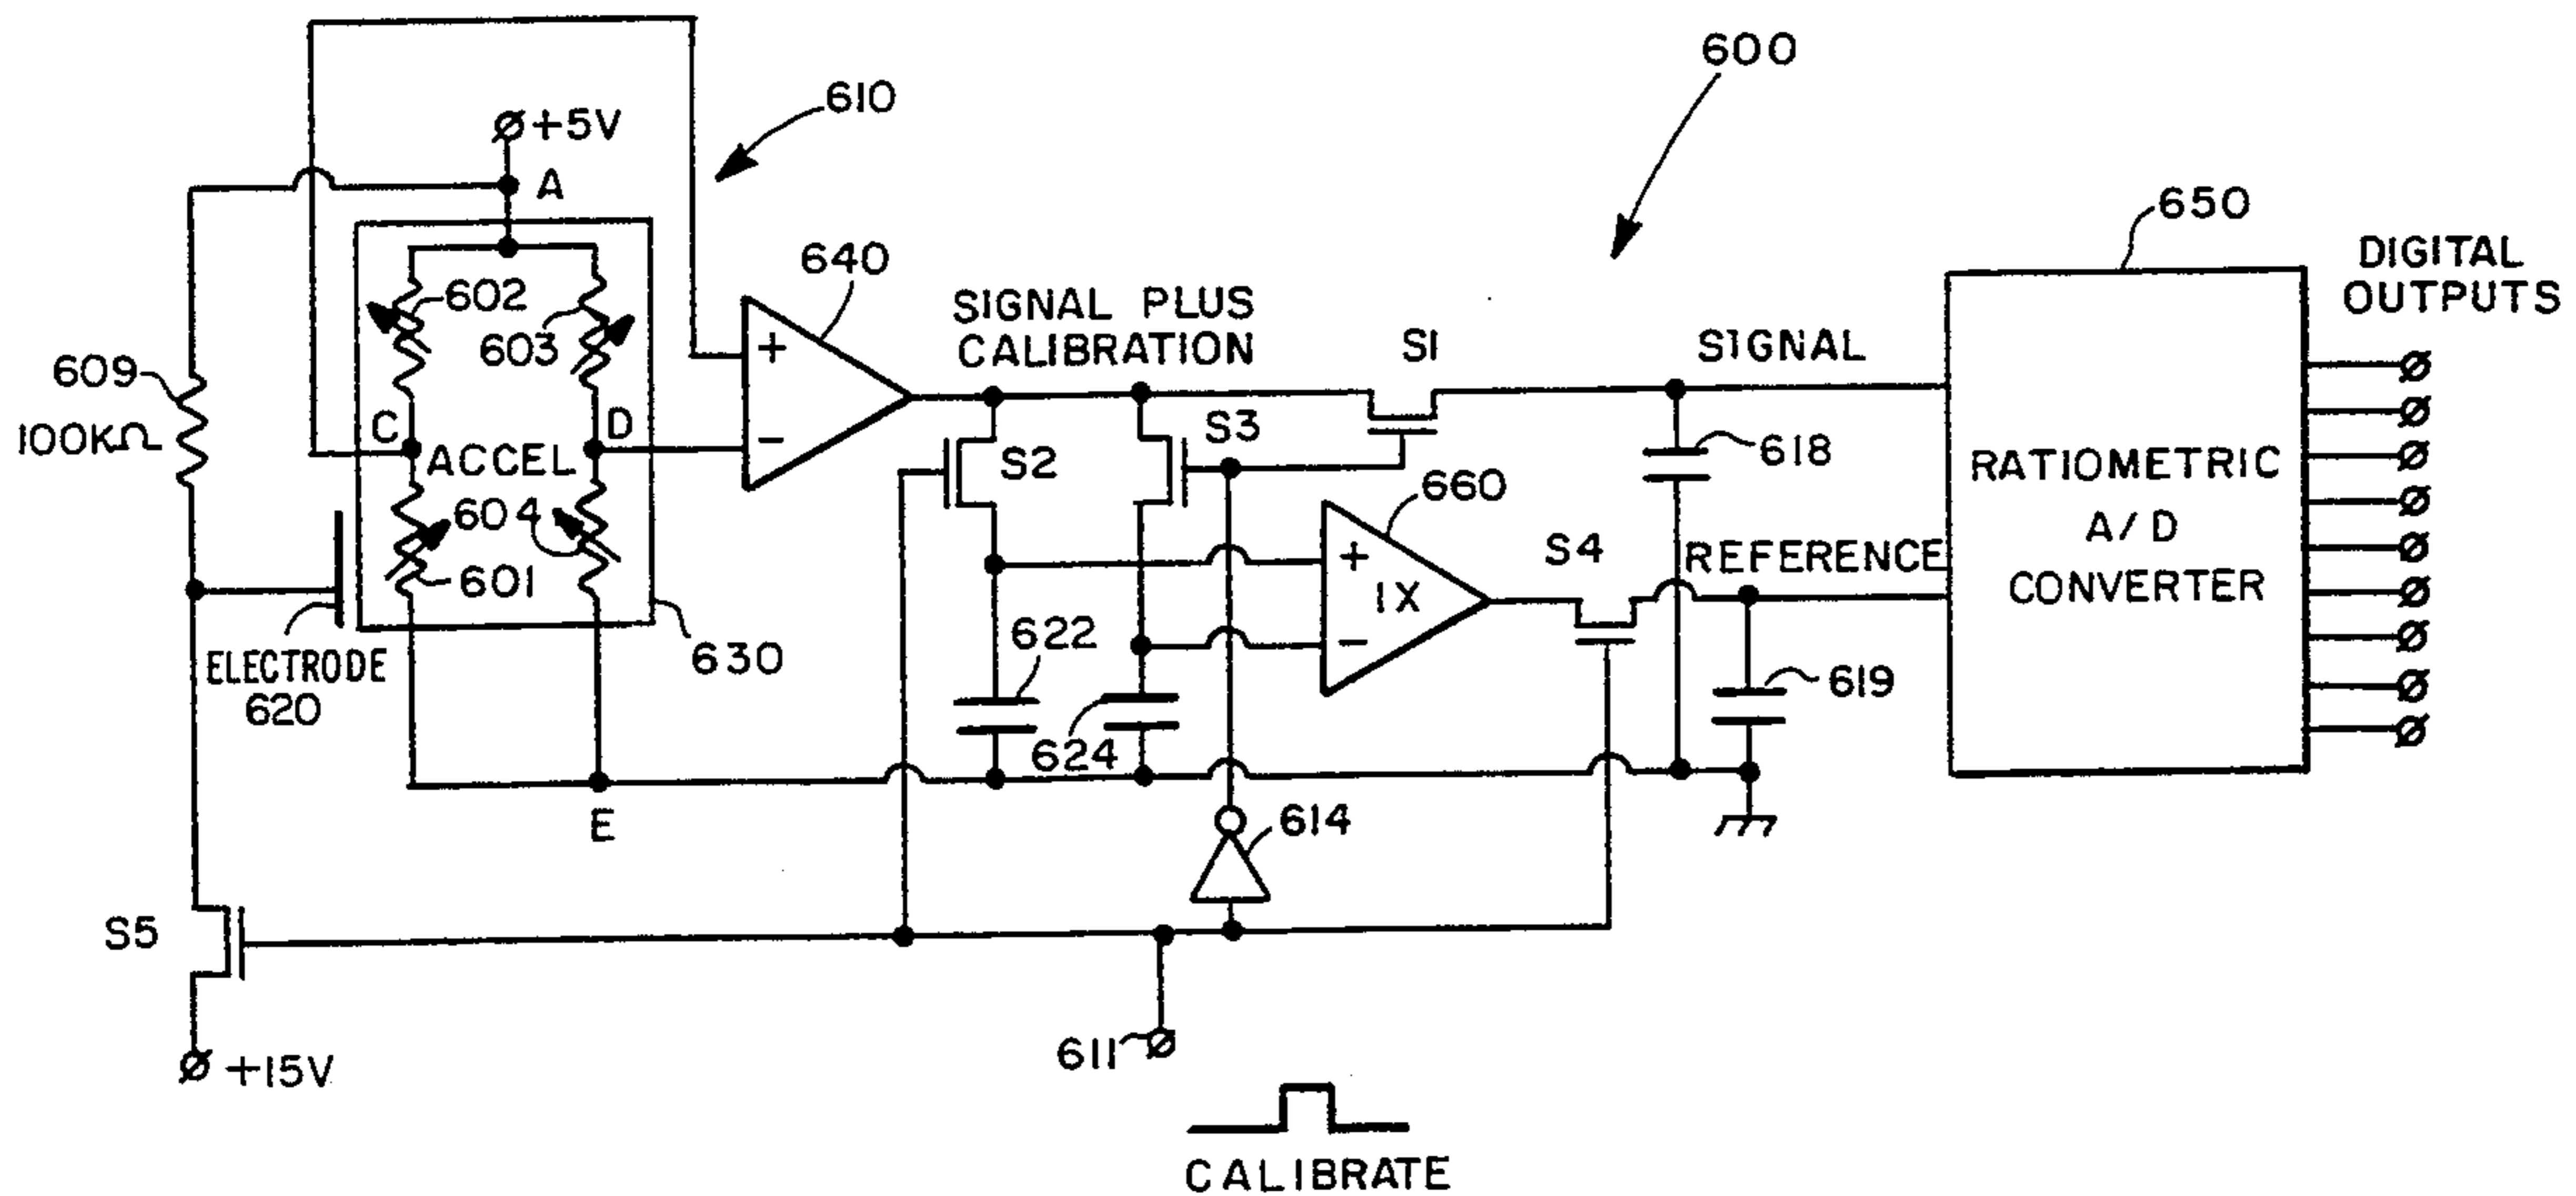 600
610
+5V
A
650
DIGITAL
OUTPUTS
640
602
603
SIGNAL PLUS
CALIBRATION
S1
SIGNAL
609
100KΩ
+
−
C
D
ACCEL
S2
S3
618
RATIOMETRIC
A/D
CONVERTER
604
601
660
+
1X
−
S4
REFERENCE
ELECTRODE
620
630
622
624
619
E
614
S5
611
+15V
CALIBRATE